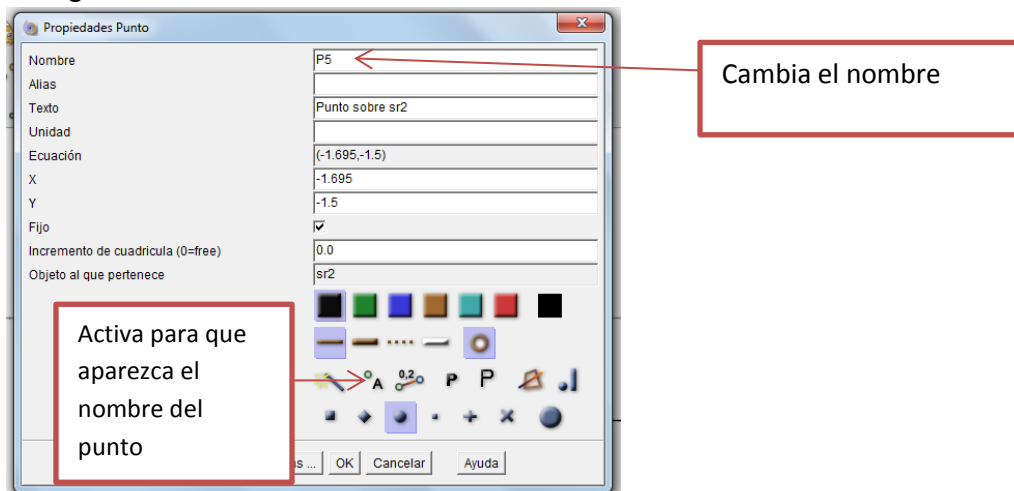 Propiedades Punto
Nombre P5
Alias
Texto Punto sobre sr2
Unidad
Ecuación (-1.695,-1.5)
X -1.695
Y -1.5
Fijo
Incremento de cuadricula (0=free) 0.0
Objeto al que pertenece sr2
Cambia el nombre
Activa para que
aparezca el
nombre del
punto
A 0,2 P P
OK Cancelar Ayuda